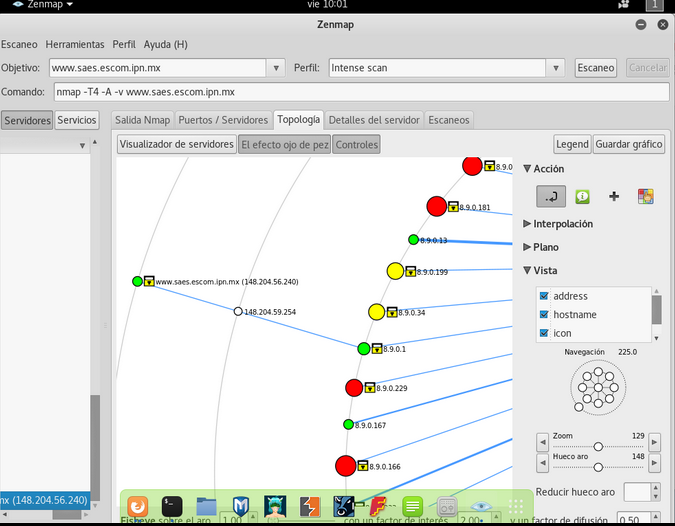 Zenmap
vie 10:01
1
Zenmap
Escaneo Herramientas Perfil Ayuda (H)
Objetivo: www.saes.escom.ipn.mx Perfil: Intense scan Escaneo Cancelar
Comando: nmap -T4 -A -v www.saes.escom.ipn.mx
Servidores Servicios Salida Nmap Puertos / Servidores Topología Detalles del servidor Escaneos
Visualizador de servidores El efecto ojo de pez Controles Legend Guardar gráfico
8.9.0
8.9.0.181
8.9.0.13
8.9.0.199
www.saes.escom.ipn.mx (148.204.56.240)
148.204.59.254
8.9.0.34
8.9.0.1
8.9.0.229
8.9.0.167
8.9.0.166
Acción
Interpolación
Plano
Vista
address
hostname
icon
Navegación 225.0
Zoom 129
Hueco aro 148
Reducir hueco aro
nx (148.204.56.240)
Fisheye sobre el aro 1.00 con un factor de interés 2.00 y un factor de difusión 0.50